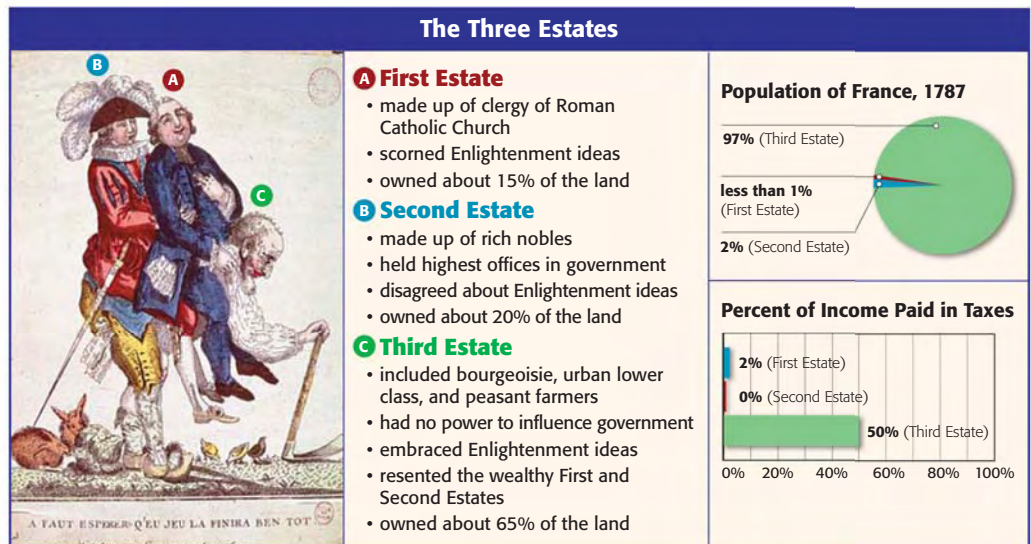 The Three Estates
B
A
C
A FAUT ESPERER Q'EU JEU LA FINIRA BEN TOT
A First Estate
• made up of clergy of Roman
Catholic Church
• scorned Enlightenment ideas
• owned about 15% of the land
B Second Estate
• made up of rich nobles
• held highest offices in government
• disagreed about Enlightenment ideas
• owned about 20% of the land
C Third Estate
• included bourgeoisie, urban lower
class, and peasant farmers
• had no power to influence government
• embraced Enlightenment ideas
• resented the wealthy First and
Second Estates
• owned about 65% of the land
Population of France, 1787
97% (Third Estate)
less than 1%
(First Estate)
2% (Second Estate)
Percent of Income Paid in Taxes
2% (First Estate)
0% (Second Estate)
50% (Third Estate)
0% 20% 40% 60% 80% 100%